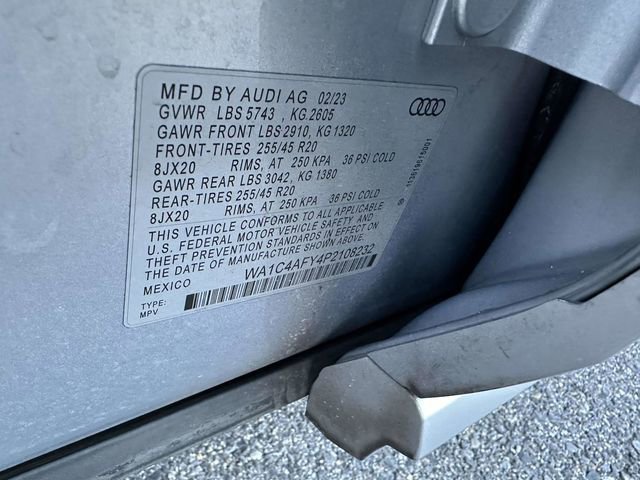 MFD BY AUDI AG 02/23
GVWR LBS 5743 , KG 2605
GAWR FRONT LBS 2910, KG 1320
FRONT-TIRES 255/45 R20
8JX20 RIMS, AT 250 KPA 36 PSI COLD
GAWR REAR LBS 3042, KG 1380
REAR-TIRES 255/45 R20
8JX20 RIMS, AT 250 KPA 36 PSI COLD
THIS VEHICLE CONFORMS TO ALL APPLICABLE
U.S. FEDERAL MOTOR VEHICLE SAFETY AND
THEFT PREVENTION STANDARDS IN EFFECT ON
THE DATE OF MANUFACTURE SHOWN ABOVE.
MEXICO WA1C4AFY4P2108232
TYPE:
MPV